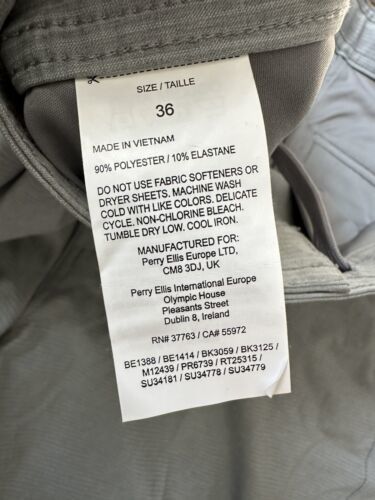 SIZE / TAILLE
36
MADE IN VIETNAM
90% POLYESTER / 10% ELASTANE
DO NOT USE FABRIC SOFTENERS OR
DRYER SHEETS. MACHINE WASH
COLD WITH LIKE COLORS. DELICATE
CYCLE. NON-CHLORINE BLEACH.
TUMBLE DRY LOW. COOL IRON.
MANUFACTURED FOR:
Perry Ellis Europe LTD,
CM8 3DJ, UK
Perry Ellis International Europe
Olympic House
Pleasants Street
Dublin 8, Ireland
RN# 37763 / CA# 55972
BE1388 / BE1414 / BK3059 / BK3125 /
M12439 / PR6739 / RT25315 /
SU34181 / SU34778 / SU34779